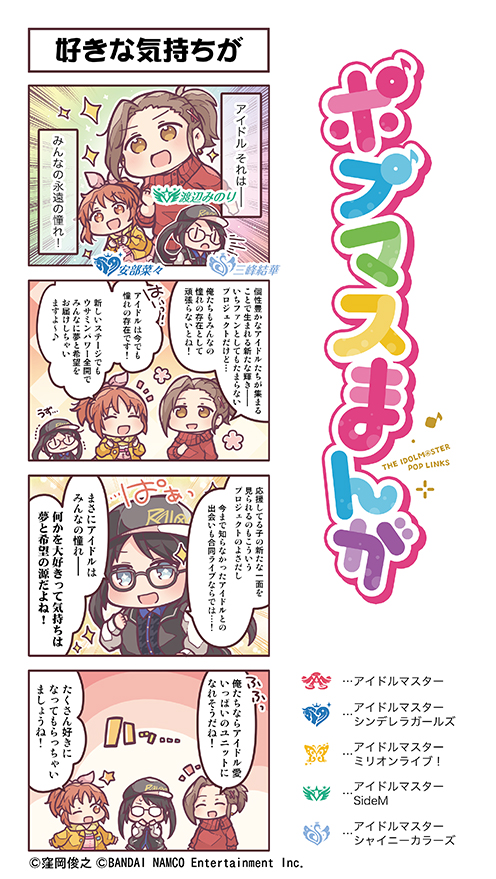 好きな気持ちが
アイドル それは――
みんなの永遠の憧れ！
渡辺みのり
安部菜々
三峰結華
個性豊かなアイドルたちが集まる
ことで生まれる新たな輝き――
いちファンとしてもたまらない
プロジェクトだけど…
俺たちもみんなの
憧れの存在として
頑張らないとね！
はいっ！
アイドルは今でも
憧れの存在です！
新しいステージでも
ウサミンパワー全開で
みんなに夢と希望を
お届けしちゃい
ますよ～♪
うず…
応援してる子の新たな一面を
見られるのもこういう
プロジェクトのよさだし
今まで知らなかったアイドルとの
出会いも合同ライブならでは…！
…ぱあぁっ
まさにアイドルは
みんなの憧れ――
何かを大好きって気持ちは
夢と希望の源だよね！
ふふっ
俺たちならアイドル愛
いっぱいのユニットに
なれそうだね！
ハッ…
たくさん好きに
なってもらっちゃい
ましょうね！
ポプマスまんが
THE IDOLM@STER
POP LINKS
…アイドルマスター
…アイドルマスター
シンデレラガールズ
…アイドルマスター
ミリオンライブ！
…アイドルマスター
SideM
…アイドルマスター
シャイニーカラーズ
©窪岡俊之 ©BANDAI NAMCO Entertainment Inc.